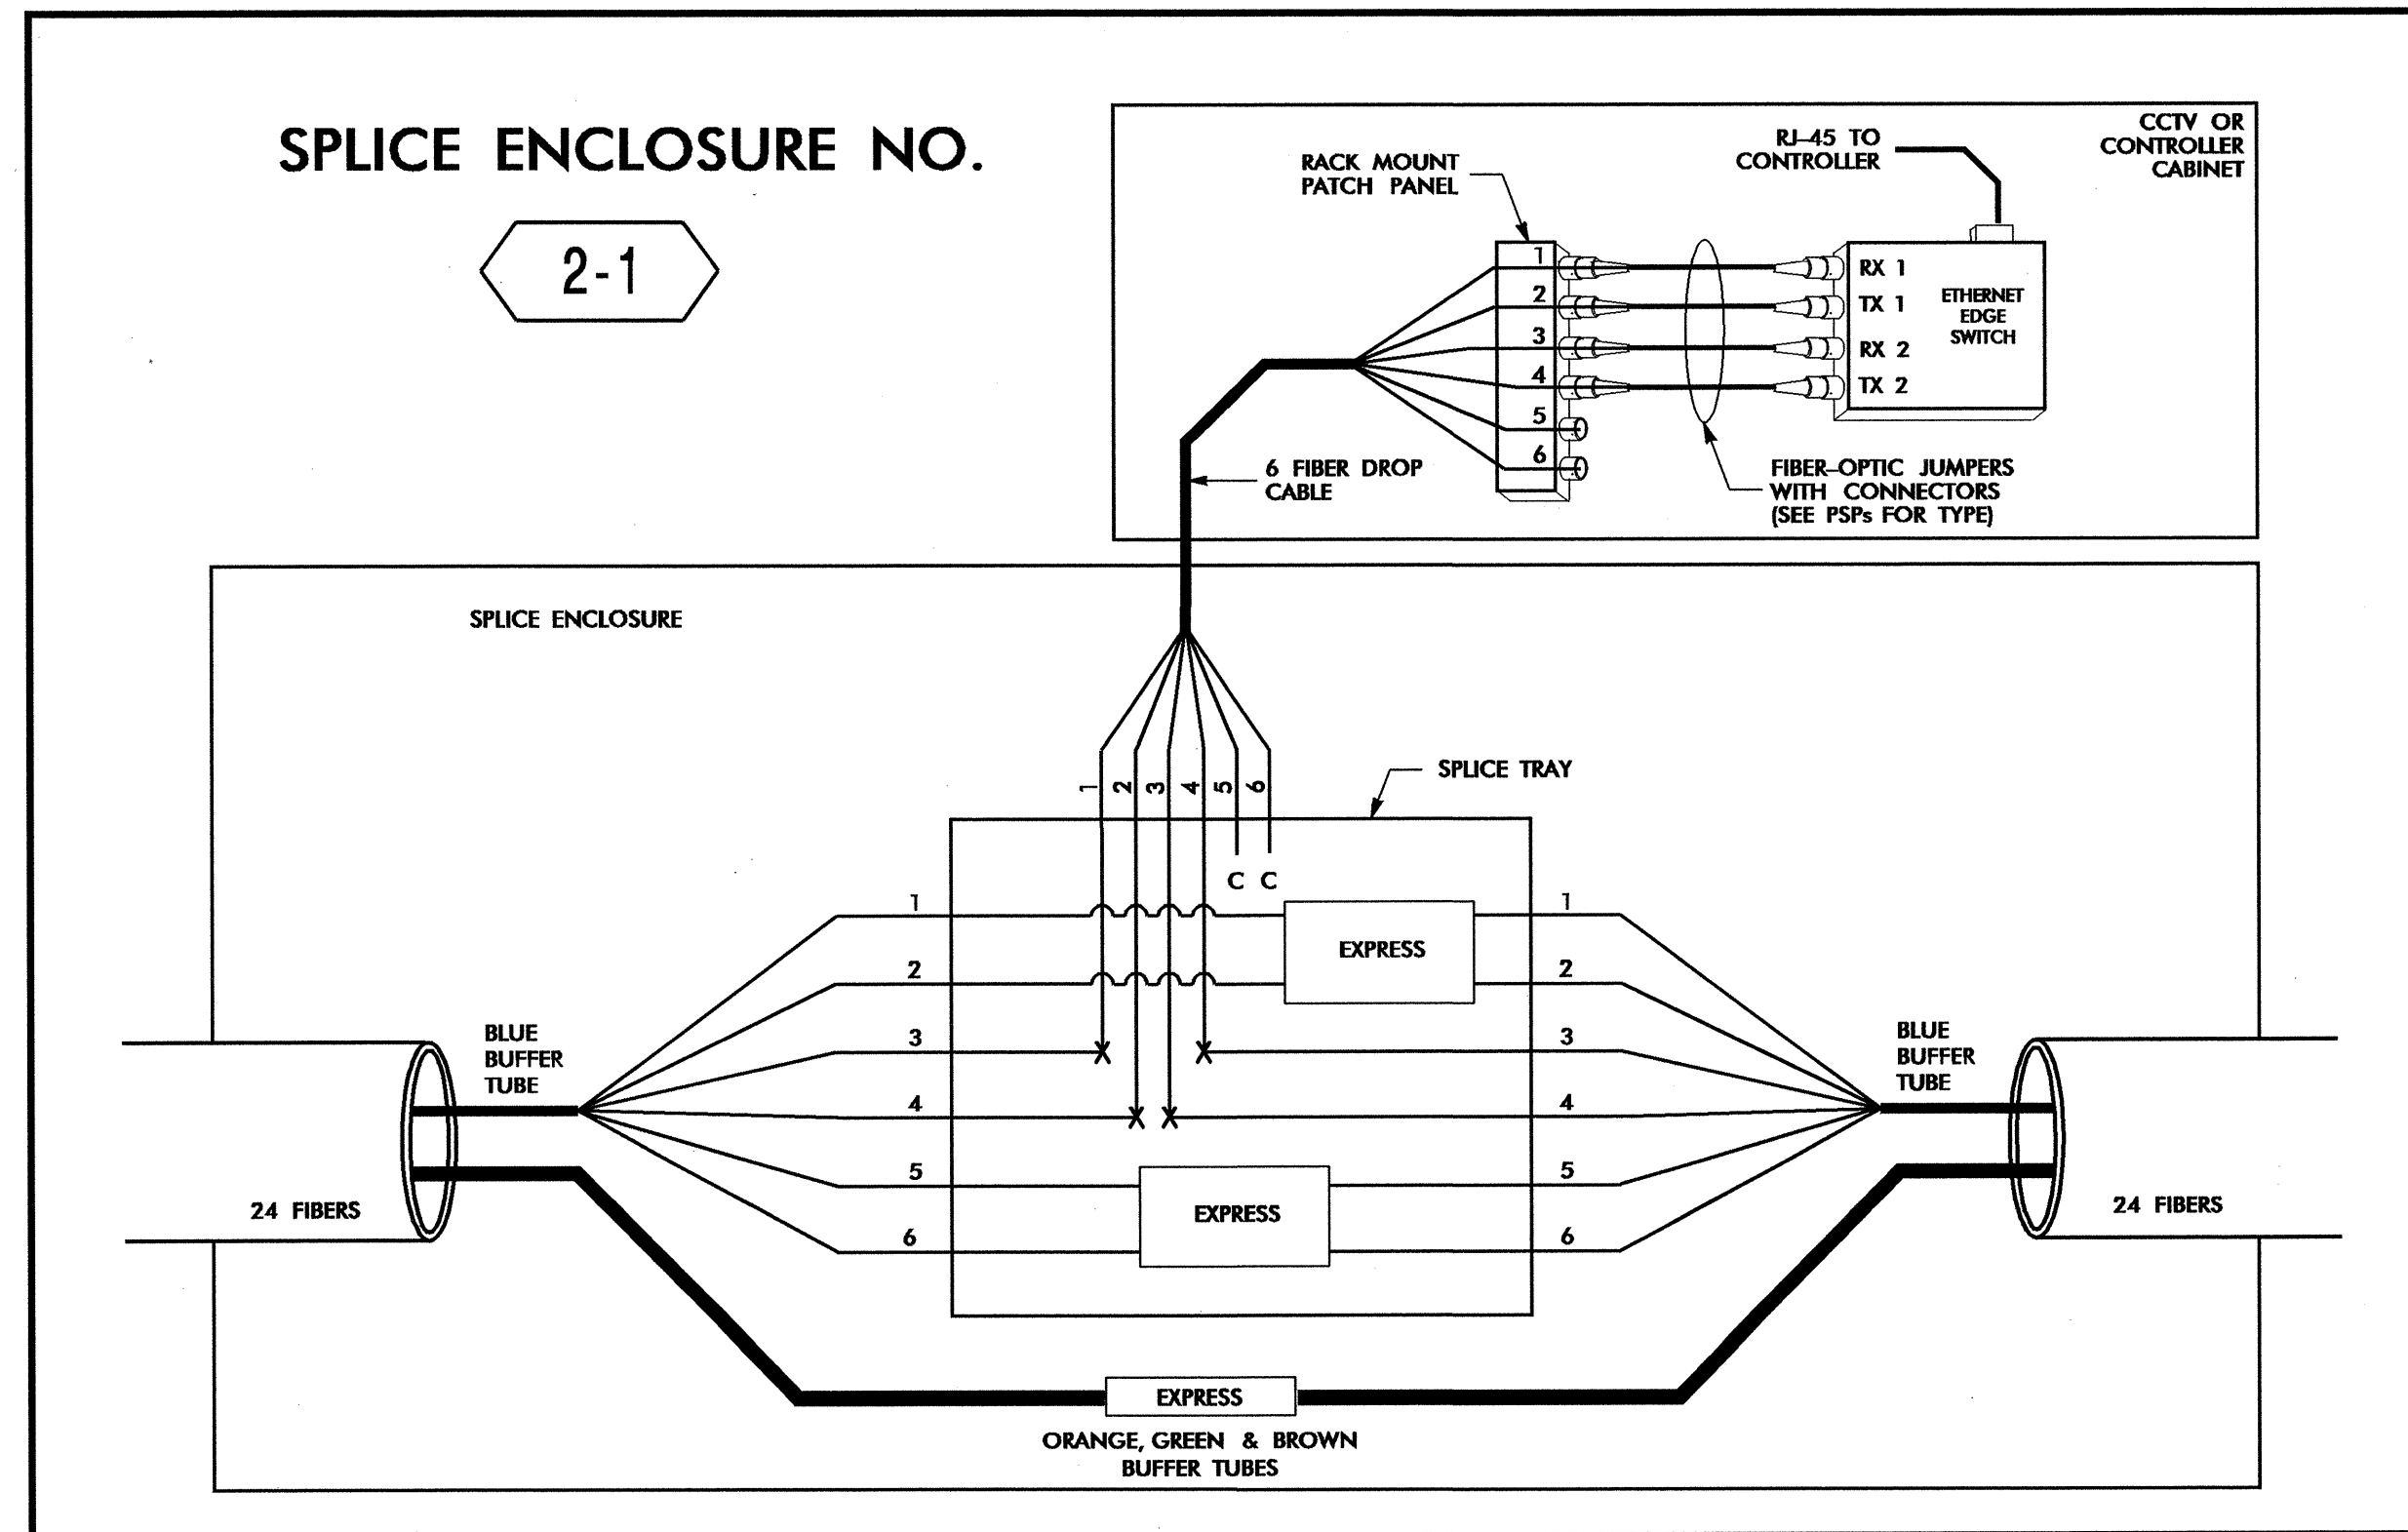 SPLICE ENCLOSURE NO.
2-1
CCTV OR
CONTROLLER
CABINET
RJ-45 TO
CONTROLLER
RACK MOUNT
PATCH PANEL
1
2
3
4
5
6
RX 1
TX 1
RX 2
TX 2
ETHERNET
EDGE
SWITCH
6 FIBER DROP
CABLE
FIBER-OPTIC JUMPERS
WITH CONNECTORS
(SEE PSPs FOR TYPE)
SPLICE ENCLOSURE
1 2 3 4 5 6
SPLICE TRAY
C C
1
2
3
4
5
6
EXPRESS
1
2
3
4
5
6
BLUE
BUFFER
TUBE
BLUE
BUFFER
TUBE
EXPRESS
24 FIBERS
24 FIBERS
EXPRESS
ORANGE, GREEN & BROWN
BUFFER TUBES